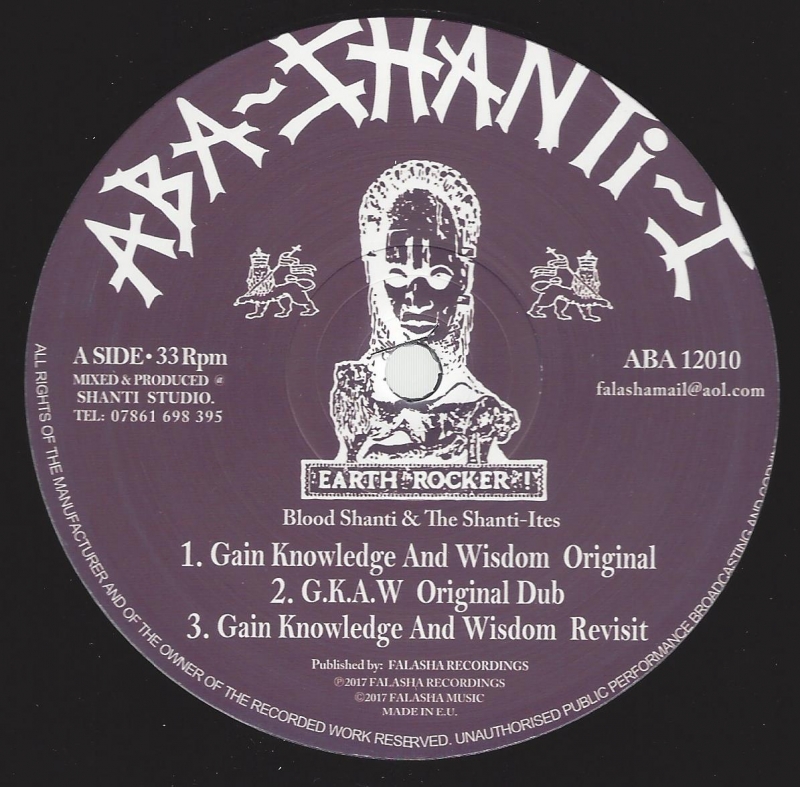 ABA~SHANTi~I
A SIDE • 33 Rpm
MIXED & PRODUCED @
SHANTI STUDIO.
TEL: 07861 698 395
ABA 12010
falashamail@aol.com
EARTH ROCKER !
Blood Shanti & The Shanti-Ites
1. Gain Knowledge And Wisdom Original
2. G.K.A.W Original Dub
3. Gain Knowledge And Wisdom Revisit
Published by: FALASHA RECORDINGS
℗2017 FALASHA RECORDINGS
©2017 FALASHA MUSIC
MADE IN E.U.
ALL RIGHTS OF THE MANUFACTURER AND OF THE OWNER OF THE RECORDED WORK RESERVED. UNAUTHORISED PUBLIC PERFORMANCE BROADCASTING AND